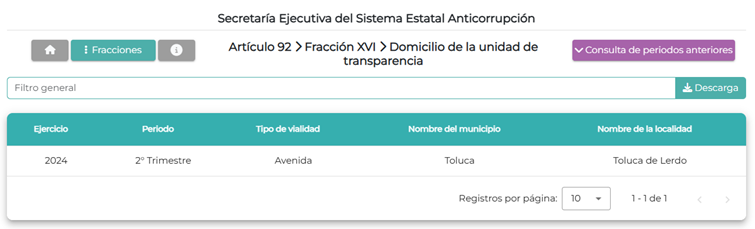 Secretaría Ejecutiva del Sistema Estatal Anticorrupción
Fracciones
Artículo 92 > Fracción XVI > Domicilio de la unidad de
transparencia
Consulta de periodos anteriores
Filtro general
Descarga
Ejercicio Periodo Tipo de vialidad Nombre del municipio Nombre de la localidad
2024 2° Trimestre Avenida Toluca Toluca de Lerdo
Registros por página: 10 1 - 1 de 1